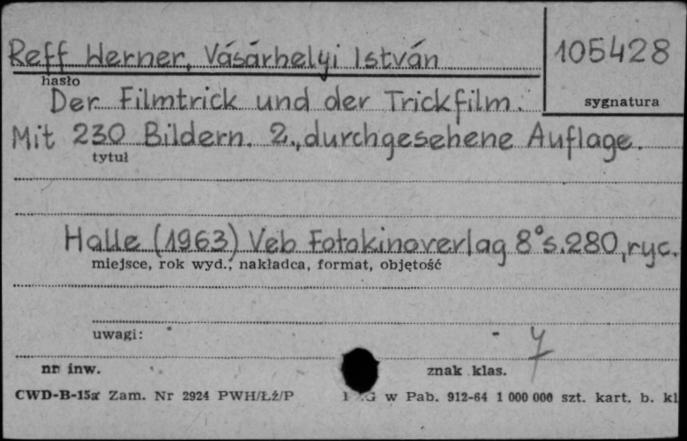 Reff Werner, Vásárhelyi István
105428
hasło
Der Filmtrick und der Trickfilm.
sygnatura
Mit 230 Bildern. 2., durchgesehene Auflage.
tytuł
Halle (1963) Veb Fotokinoverlag 8° s. 280, ryc.
miejsce, rok wyd., nakładca, format, objętość
uwagi:
nr inw.
znak klas.
CWD-B-15a Zam. Nr 2924 PWH/Łż/P
w Pab. 912-64 1 000 000 szt. kart. b. kl